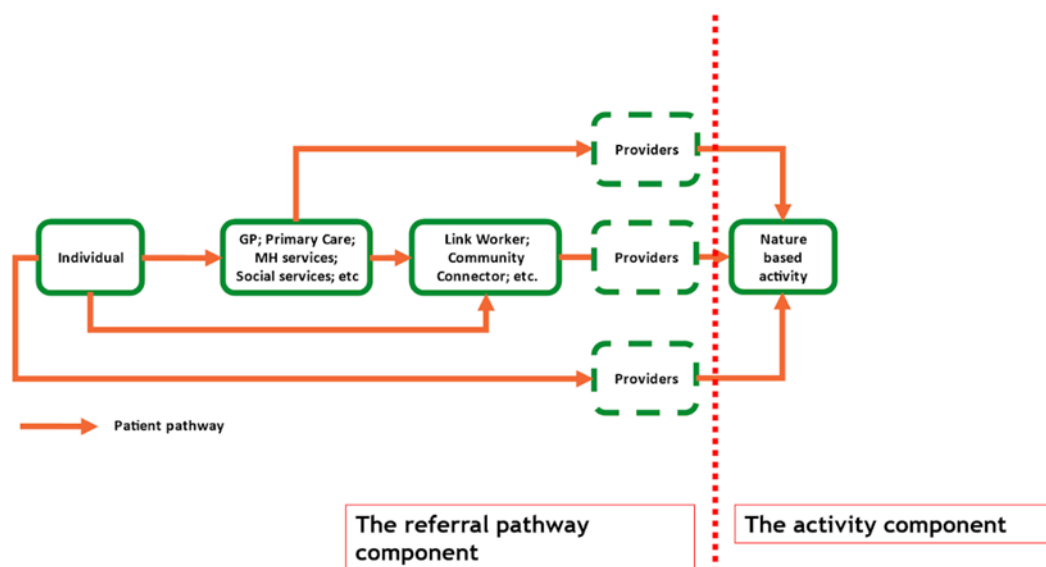 Providers
Individual
GP; Primary Care;
MH services;
Social services; etc
Link Worker;
Community
Connector; etc.
Providers
Nature
based
activity
Providers
Patient pathway
The referral pathway
component
The activity component